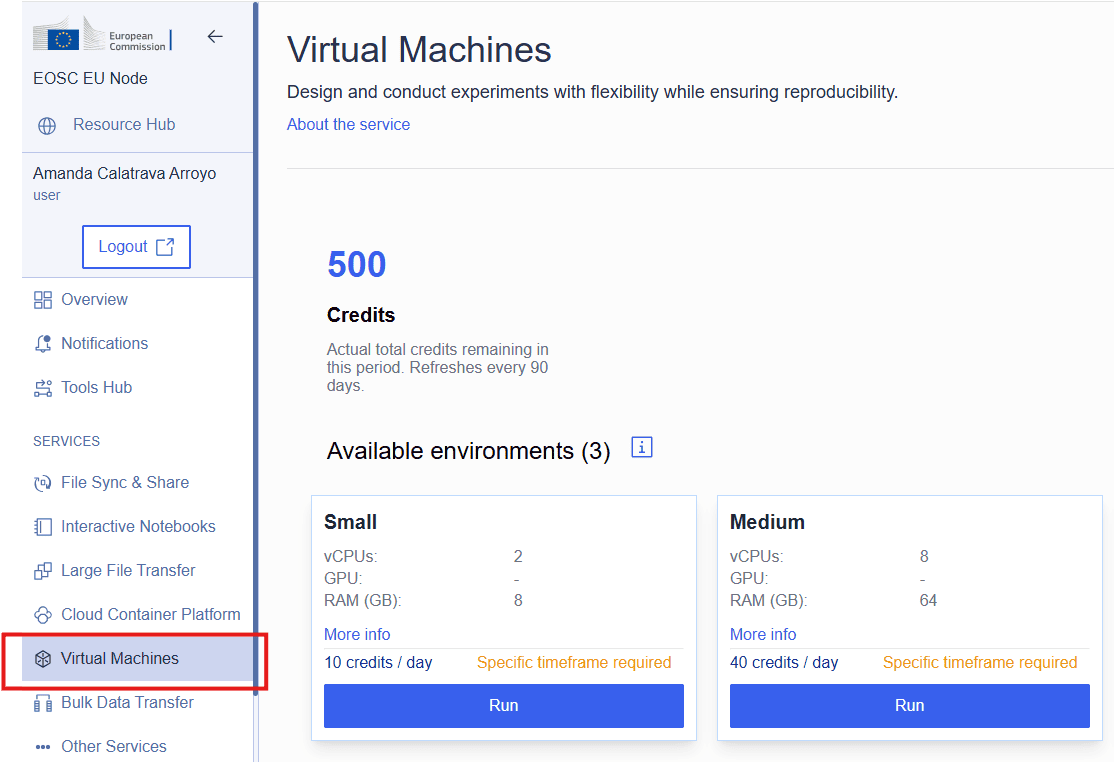 European
Commission
EOSC EU Node
Resource Hub
Amanda Calatrava Arroyo
user
Logout
Overview
Notifications
Tools Hub
SERVICES
File Sync & Share
Interactive Notebooks
Large File Transfer
Cloud Container Platform
Virtual Machines
Bulk Data Transfer
Other Services
Virtual Machines
Design and conduct experiments with flexibility while ensuring reproducibility.
About the service
500
Credits
Actual total credits remaining in
this period. Refreshes every 90
days.
Available environments (3)
Small
vCPUs: 2
GPU: -
RAM (GB): 8
More info
10 credits / day Specific timeframe required
Run
Medium
vCPUs: 8
GPU: -
RAM (GB): 64
More info
40 credits / day Specific timeframe required
Run